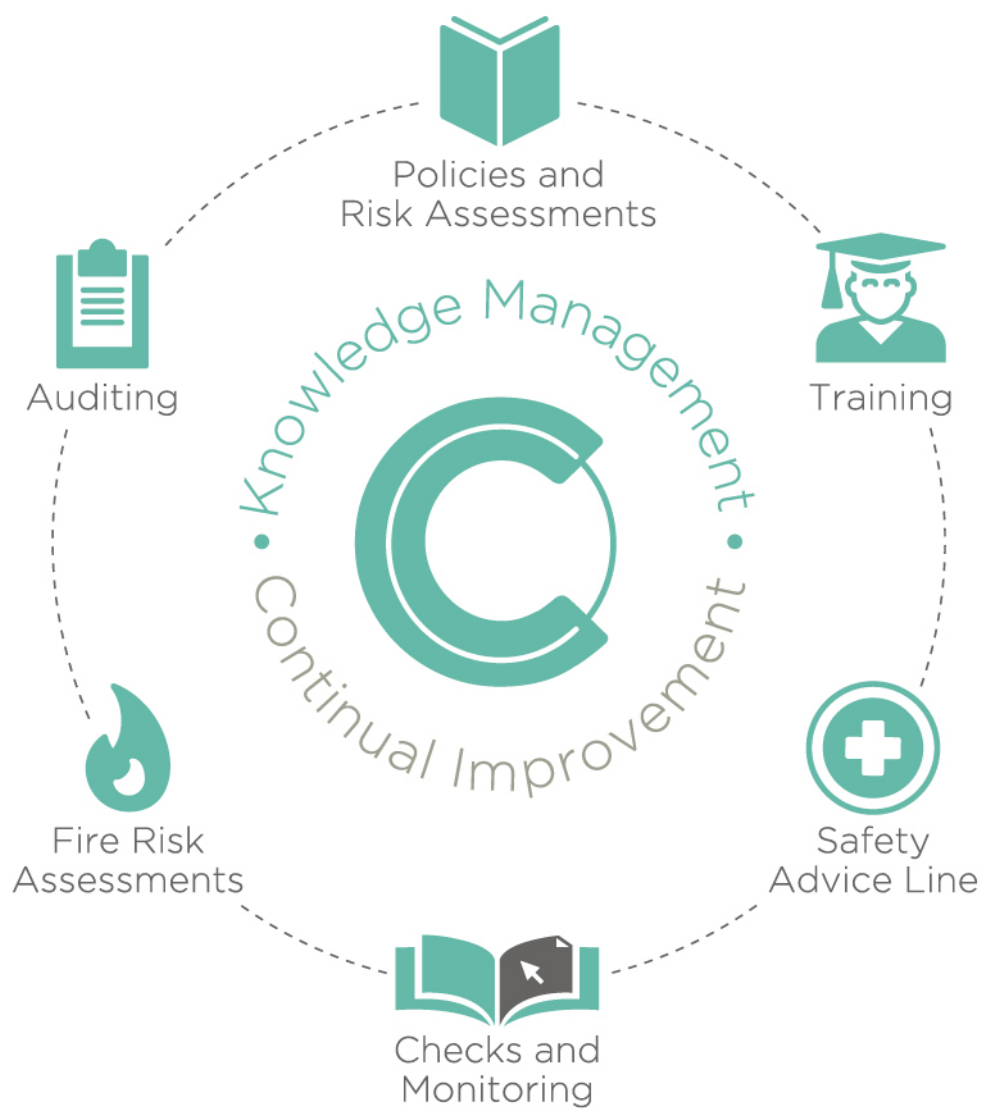 Policies and
Risk Assessments
Training
Safety
Advice Line
Checks and
Monitoring
Fire Risk
Assessments
Auditing
Knowledge Management
Continual Improvement
C